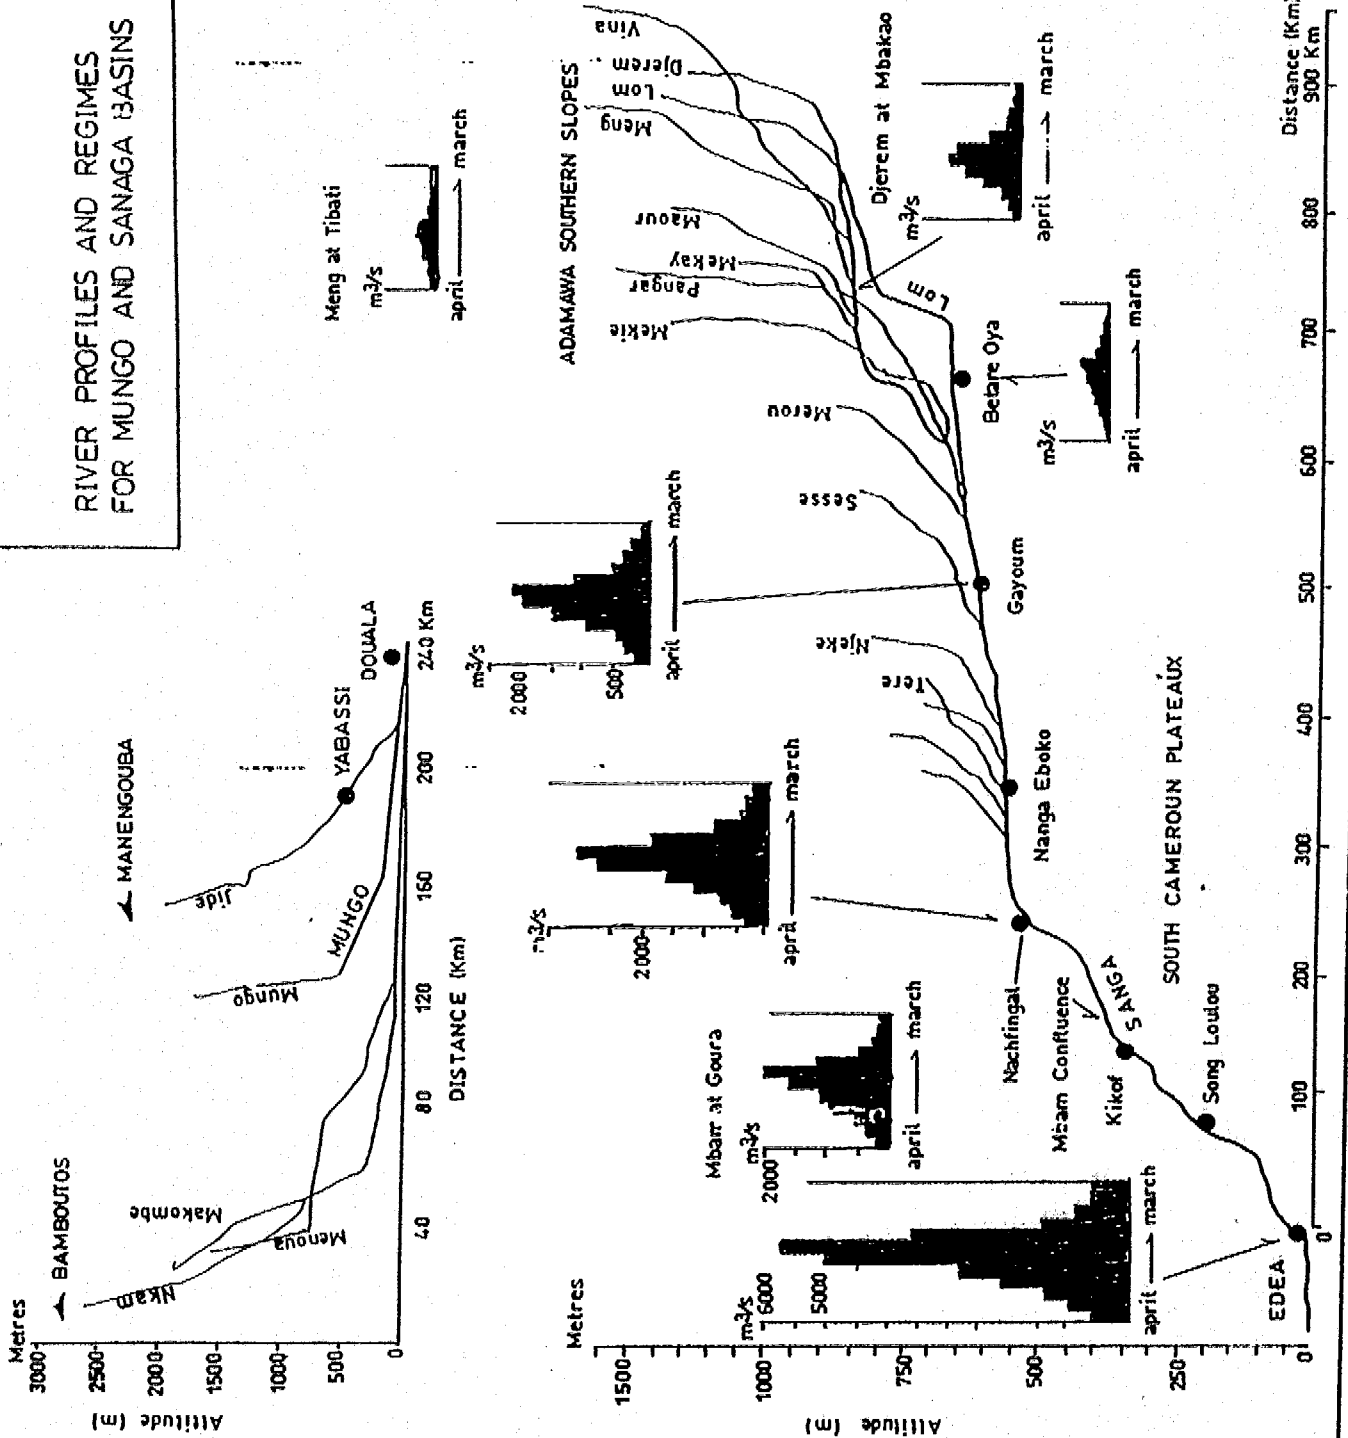 RIVER PROFILES AND REGIMES
FOR MUNGO AND SANAGA BASINS
Metres
3000
2500
2000
1500
1000
500
0
Altitude (m)
BAMBOUTOS
MANENGOUBA
Nkam
Makombe
Menoua
Mungo
MUNGO
Jide
YABASSI
DOUALA
40
80
120
160
200
240 Km
DISTANCE (Km)
Meng at Tibati
m³/s
april
march
Metres
1500
1000
750
500
250
0
Altitude (m)
ADAMAWA SOUTHERN SLOPES
Vina
Djerem
Lom
Meng
Maour
Mekay
Pangar
Mekie
Merou
Sesse
Njeke
Tere
m³/s
6000
5000
april
march
EDEA
Mbam at Goura
m³/s
2000
april
march
m³/s
2000
april
march
m³/s
2000
500
april
march
Djerem at Mbakao
m³/s
april
march
m³/s
april
march
Lom
Betare Oya
Gayoum
Nanga Eboko
Nachfingal
Mbam Confluence
Kikof
SANGA
Song Loulou
SOUTH CAMEROUN PLATEAUX
0
100
200
300
400
500
600
700
800
900 Km
Distance (Km)